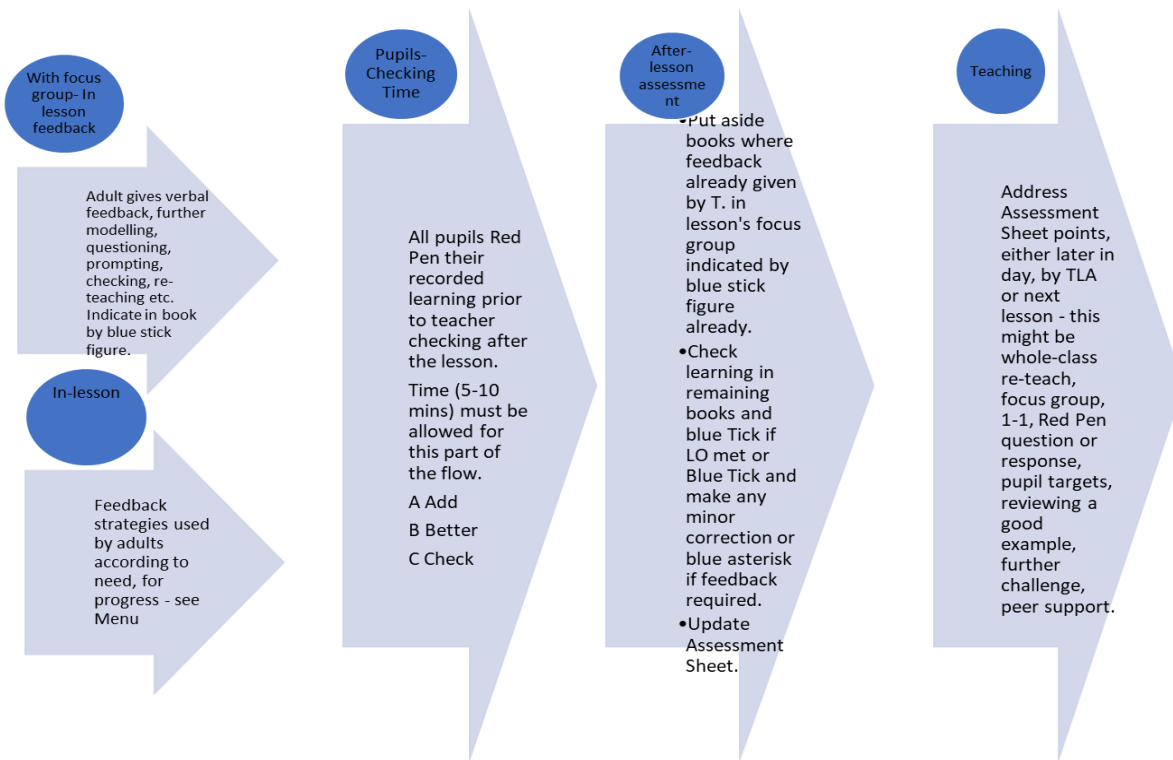 With focus
group- In
lesson
feedback
Adult gives verbal
feedback, further
modelling,
questioning,
prompting,
checking, re-
teaching etc.
Indicate in book
by blue stick
figure.
In-lesson
Feedback
strategies used
by adults
according to
need, for
progress - see
Menu
Pupils-
Checking
Time
All pupils Red
Pen their
recorded
learning prior
to teacher
checking after
the lesson.
Time (5-10
mins) must be
allowed for
this part of
the flow.
A Add
B Better
C Check
After-
lesson
assessme
nt
•Put aside
books where
feedback
already given
by T. in
lesson's focus
group
indicated by
blue stick
figure
already.
•Check
learning in
remaining
books and
blue Tick if
LO met or
Blue Tick and
make any
minor
correction or
blue asterisk
if feedback
required.
•Update
Assessment
Sheet.
Teaching
Address
Assessment
Sheet points,
either later in
day, by TLA
or next
lesson - this
might be
whole-class
re-teach,
focus group,
1-1, Red Pen
question or
response,
pupil targets,
reviewing a
good
example,
further
challenge,
peer support.